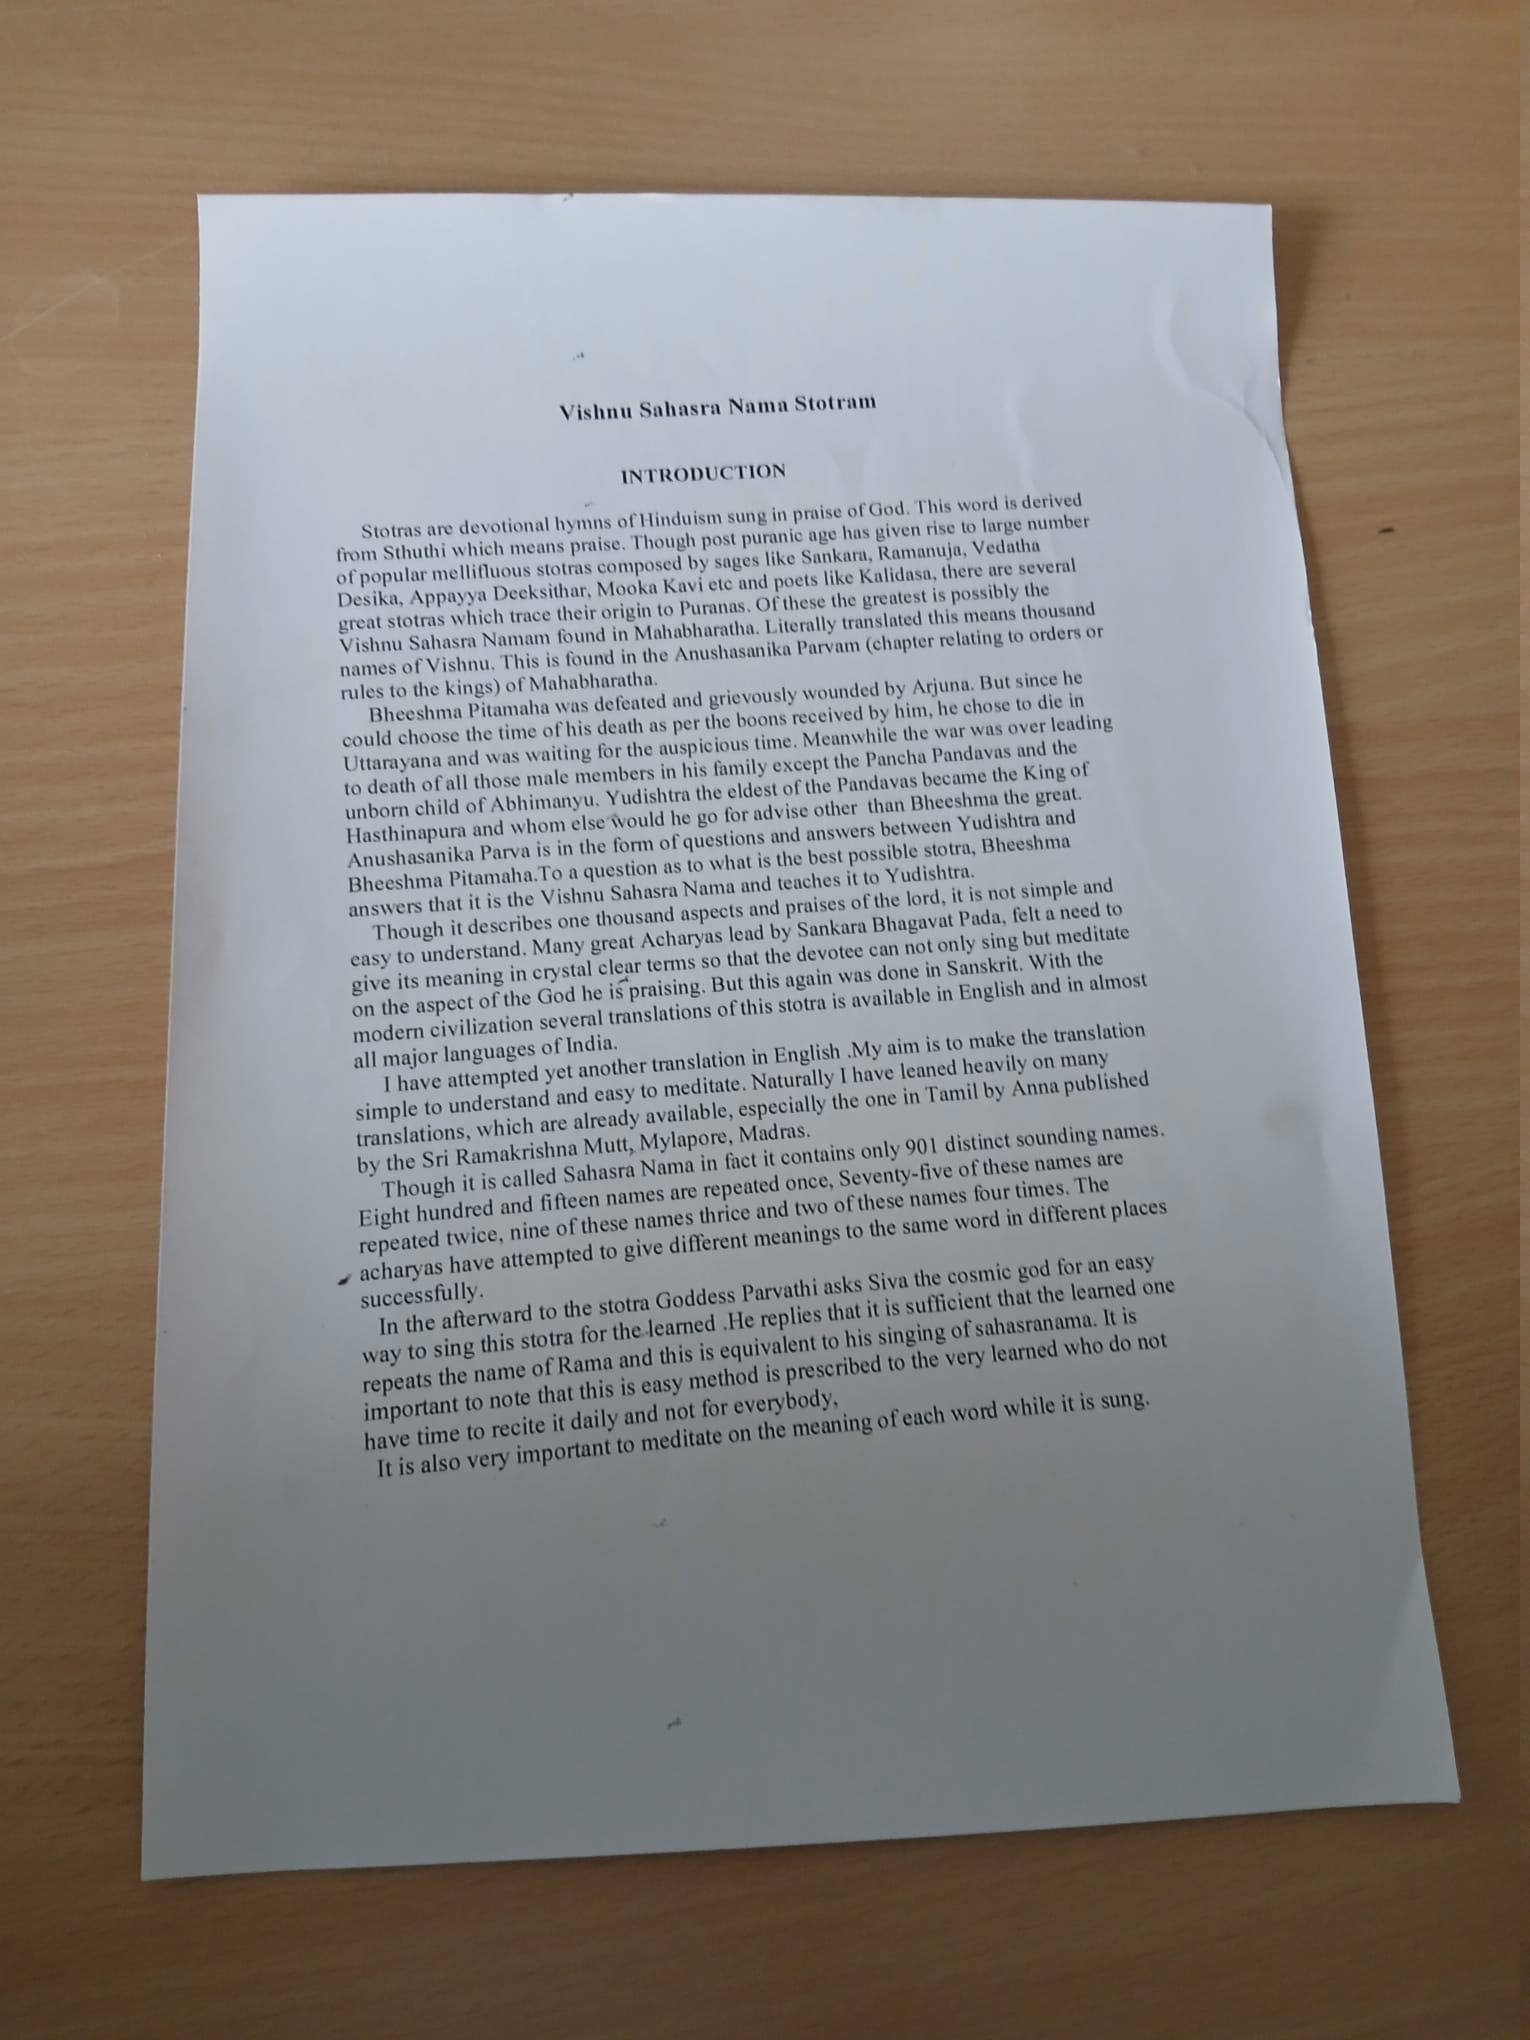 Vishnu Sahasra Nama Stotram
INTRODUCTION
Stotras are devotional hymns of Hinduism sung in praise of God. This word is derived
from Sthuthi which means praise. Though post puranic age has given rise to large number
of popular mellifluous stotras composed by sages like Sankara, Ramanuja, Vedatha
Desika, Appayya Deeksithar, Mooka Kavi etc and poets like Kalidasa, there are several
great stotras which trace their origin to Puranas. Of these the greatest is possibly the
Vishnu Sahasra Namam found in Mahabharatha. Literally translated this means thousand
names of Vishnu. This is found in the Anushasanika Parvam (chapter relating to orders or
rules to the kings) of Mahabharatha.
Bheeshma Pitamaha was defeated and grievously wounded by Arjuna. But since he
could choose the time of his death as per the boons received by him, he chose to die in
Uttarayana and was waiting for the auspicious time. Meanwhile the war was over leading
to death of all those male members in his family except the Pancha Pandavas and the
unborn child of Abhimanyu. Yudishtra the eldest of the Pandavas became the King of
Hasthinapura and whom else would he go for advise other than Bheeshma the great.
Anushasanika Parva is in the form of questions and answers between Yudishtra and
Bheeshma Pitamaha.To a question as to what is the best possible stotra, Bheeshma
answers that it is the Vishnu Sahasra Nama and teaches it to Yudishtra.
Though it describes one thousand aspects and praises of the lord, it is not simple and
easy to understand. Many great Acharyas lead by Sankara Bhagavat Pada, felt a need to
give its meaning in crystal clear terms so that the devotee can not only sing but meditate
on the aspect of the God he is praising. But this again was done in Sanskrit. With the
modern civilization several translations of this stotra is available in English and in almost
all major languages of India.
I have attempted yet another translation in English .My aim is to make the translation
simple to understand and easy to meditate. Naturally I have leaned heavily on many
translations, which are already available, especially the one in Tamil by Anna published
by the Sri Ramakrishna Mutt, Mylapore, Madras.
Though it is called Sahasra Nama in fact it contains only 901 distinct sounding names.
Eight hundred and fifteen names are repeated once, Seventy-five of these names are
repeated twice, nine of these names thrice and two of these names four times. The
acharyas have attempted to give different meanings to the same word in different places
successfully.
In the afterward to the stotra Goddess Parvathi asks Siva the cosmic god for an easy
way to sing this stotra for the learned .He replies that it is sufficient that the learned one
repeats the name of Rama and this is equivalent to his singing of sahasranama. It is
important to note that this is easy method is prescribed to the very learned who do not
have time to recite it daily and not for everybody,
It is also very important to meditate on the meaning of each word while it is sung.